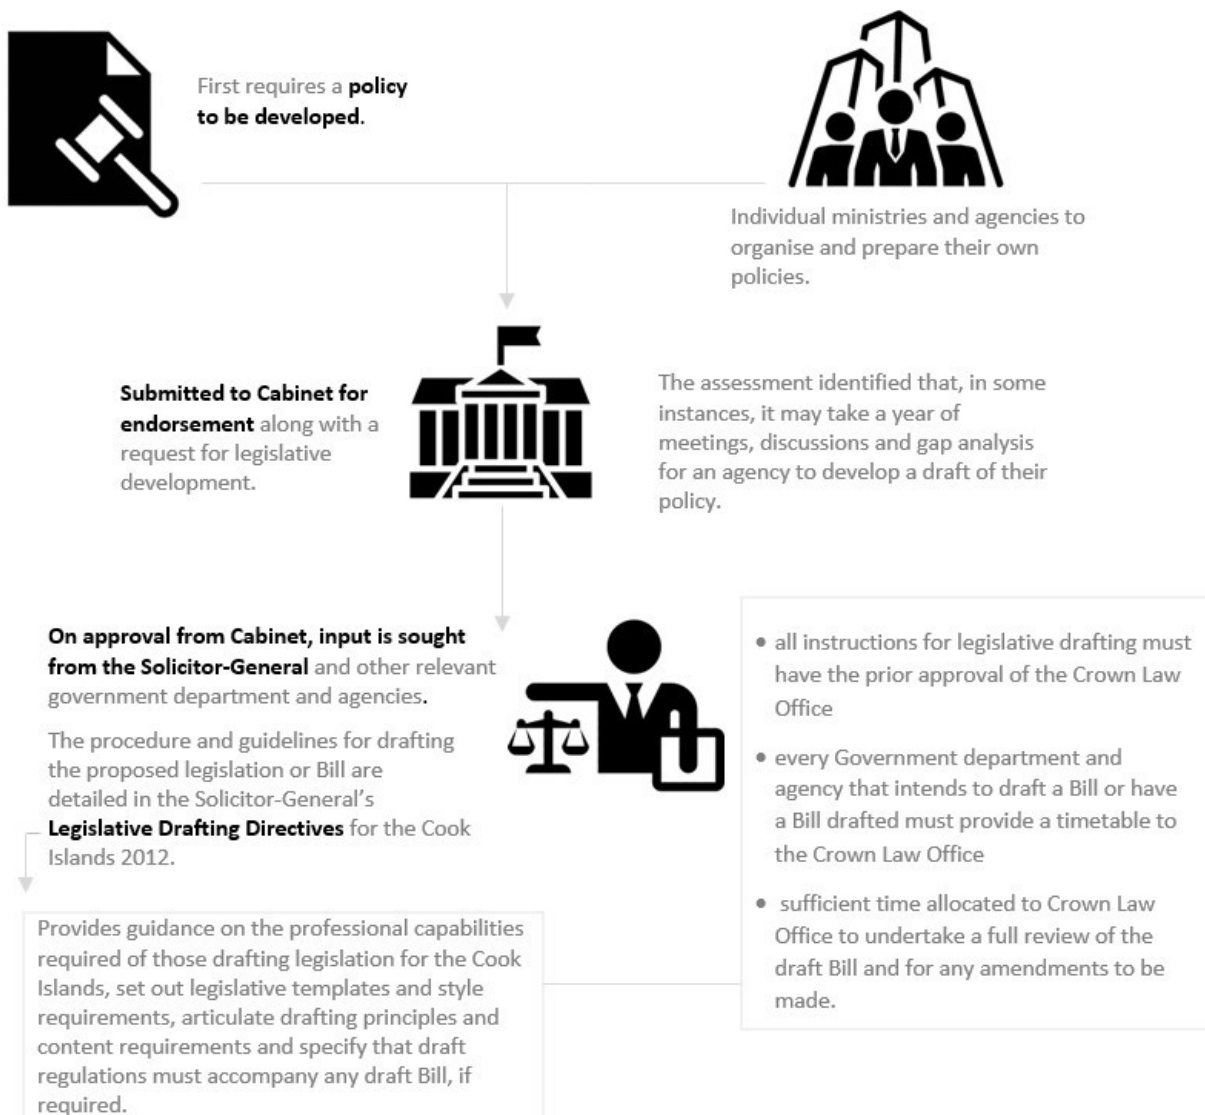 First requires a policy
to be developed.
Individual ministries and agencies to
organise and prepare their own
policies.
Submitted to Cabinet for
endorsement along with a
request for legislative
development.
The assessment identified that, in some
instances, it may take a year of
meetings, discussions and gap analysis
for an agency to develop a draft of their
policy.
On approval from Cabinet, input is sought
from the Solicitor-General and other relevant
government department and agencies.
The procedure and guidelines for drafting
the proposed legislation or Bill are
detailed in the Solicitor-General's
Legislative Drafting Directives for the Cook
Islands 2012.
• all instructions for legislative drafting must
have the prior approval of the Crown Law
Office
• every Government department and
agency that intends to draft a Bill or have
a Bill drafted must provide a timetable to
the Crown Law Office
• sufficient time allocated to Crown Law
Office to undertake a full review of the
draft Bill and for any amendments to be
made.
Provides guidance on the professional capabilities
required of those drafting legislation for the Cook
Islands, set out legislative templates and style
requirements, articulate drafting principles and
content requirements and specify that draft
regulations must accompany any draft Bill, if
required.